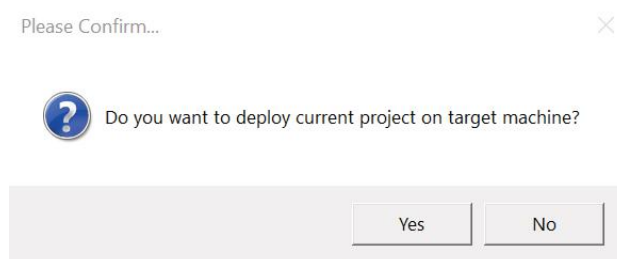 Please Confirm...
Do you want to deploy current project on target machine?
Yes
No